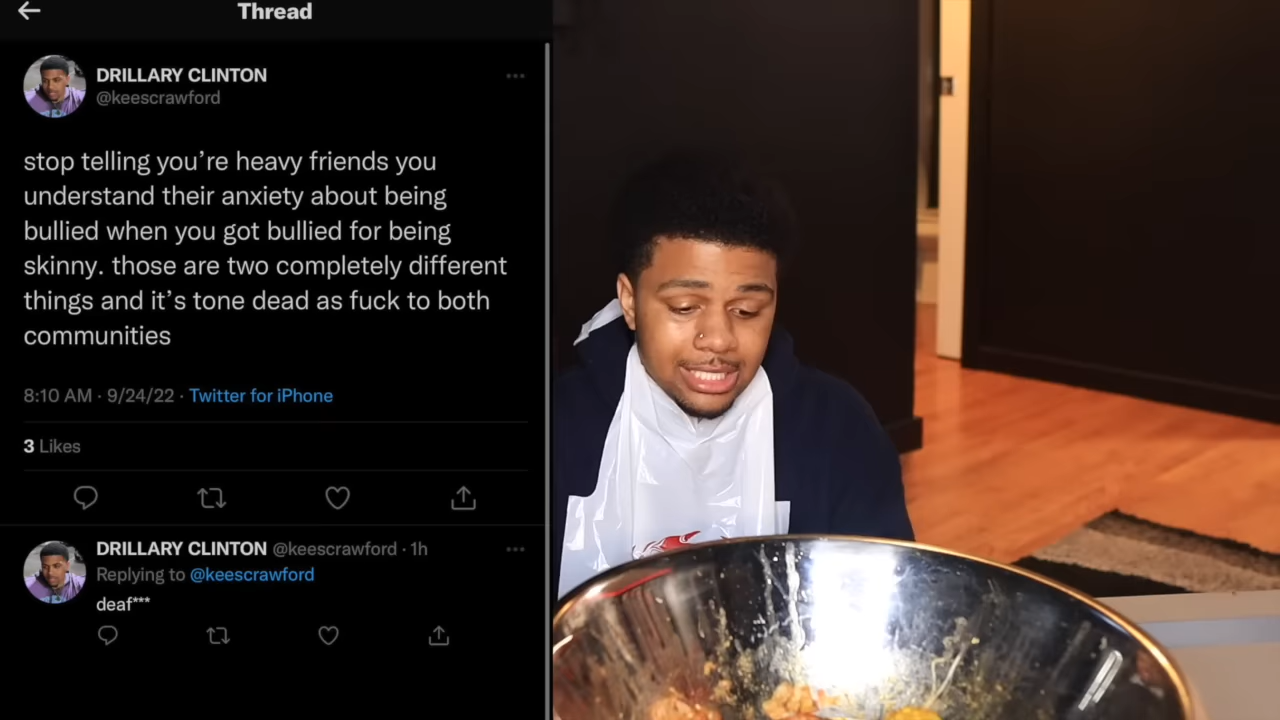 Thread
DRILLARY CLINTON
@keescrawford
stop telling you’re heavy friends you
understand their anxiety about being
bullied when you got bullied for being
skinny. those are two completely different
things and it’s tone dead as fuck to both
communities
8:10 AM · 9/24/22 · Twitter for iPhone
3 Likes
DRILLARY CLINTON @keescrawford · 1h
Replying to @keescrawford
deaf***